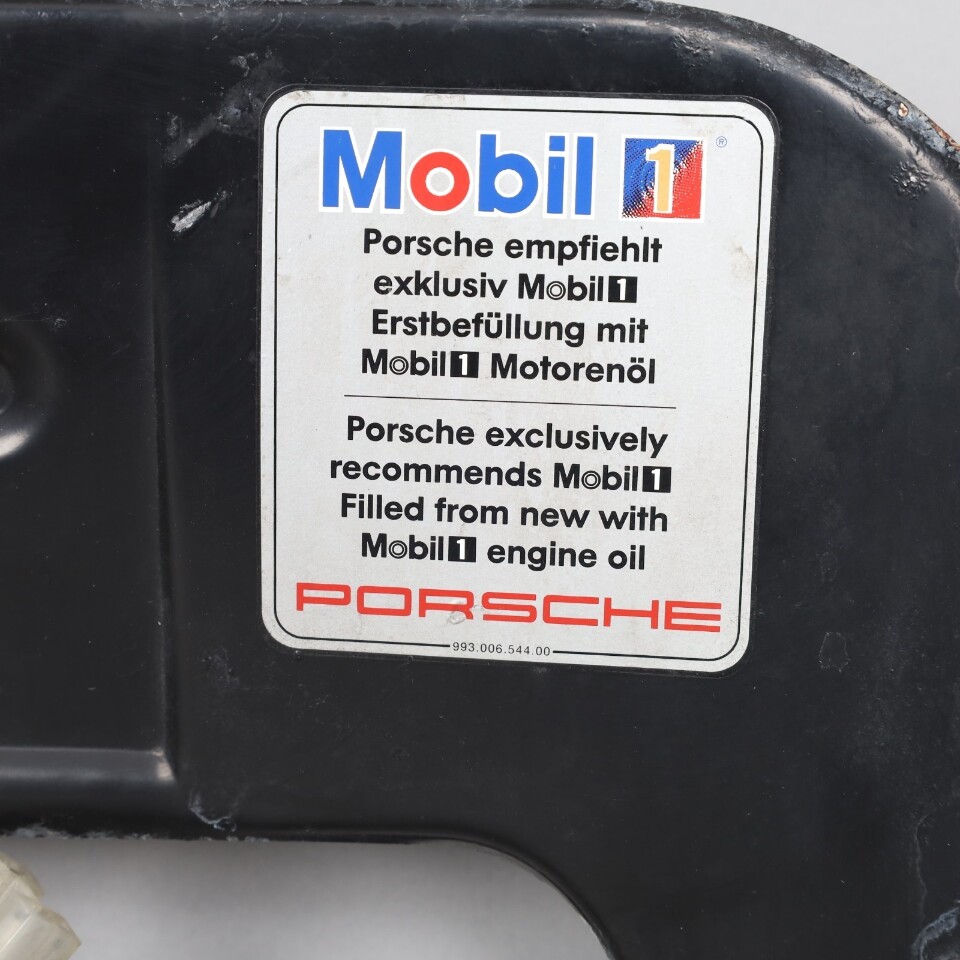 Mobil 1 ®
Porsche empfiehlt
exklusiv Mobil 1
Erstbefüllung mit
Mobil 1 Motorenöl
Porsche exclusively
recommends Mobil 1
Filled from new with
Mobil 1 engine oil
PORSCHE
993.006.544.00